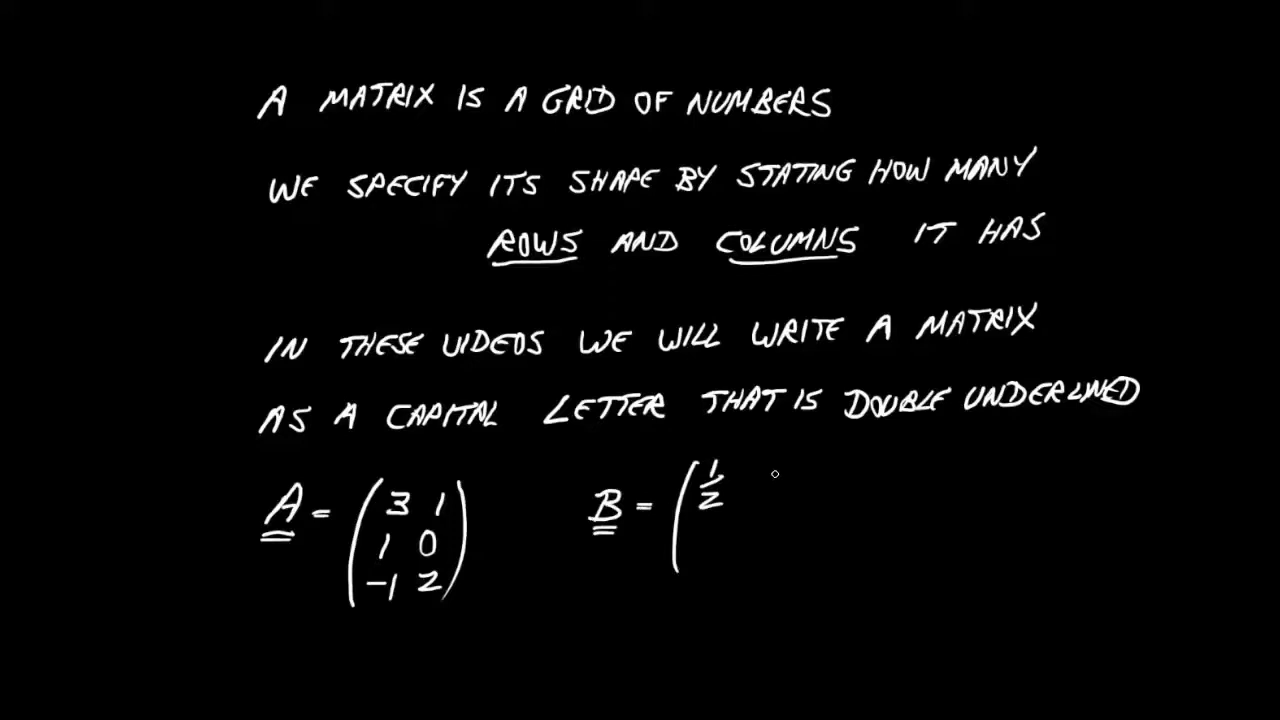 A MATRIX IS A GRID OF NUMBERS
WE SPECIFY ITS SHAPE BY STATING HOW MANY
ROWS AND COLUMNS IT HAS
IN THESE VIDEOS WE WILL WRITE A MATRIX
AS A CAPITAL LETTER THAT IS DOUBLE UNDERLINED
A = ( 3 1 ) B = ( 1/2
1 0
-1 2